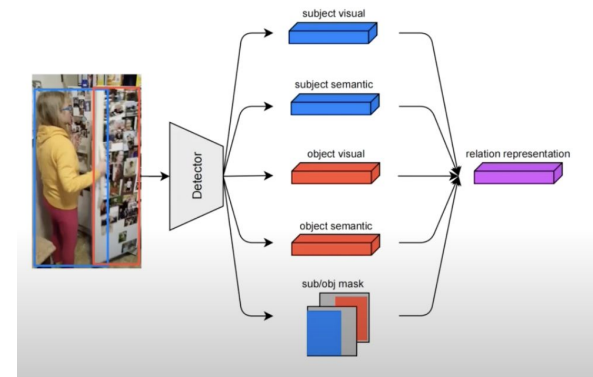 subject visual
subject semantic
Detector
object visual
relation representation
object semantic
sub/obj mask